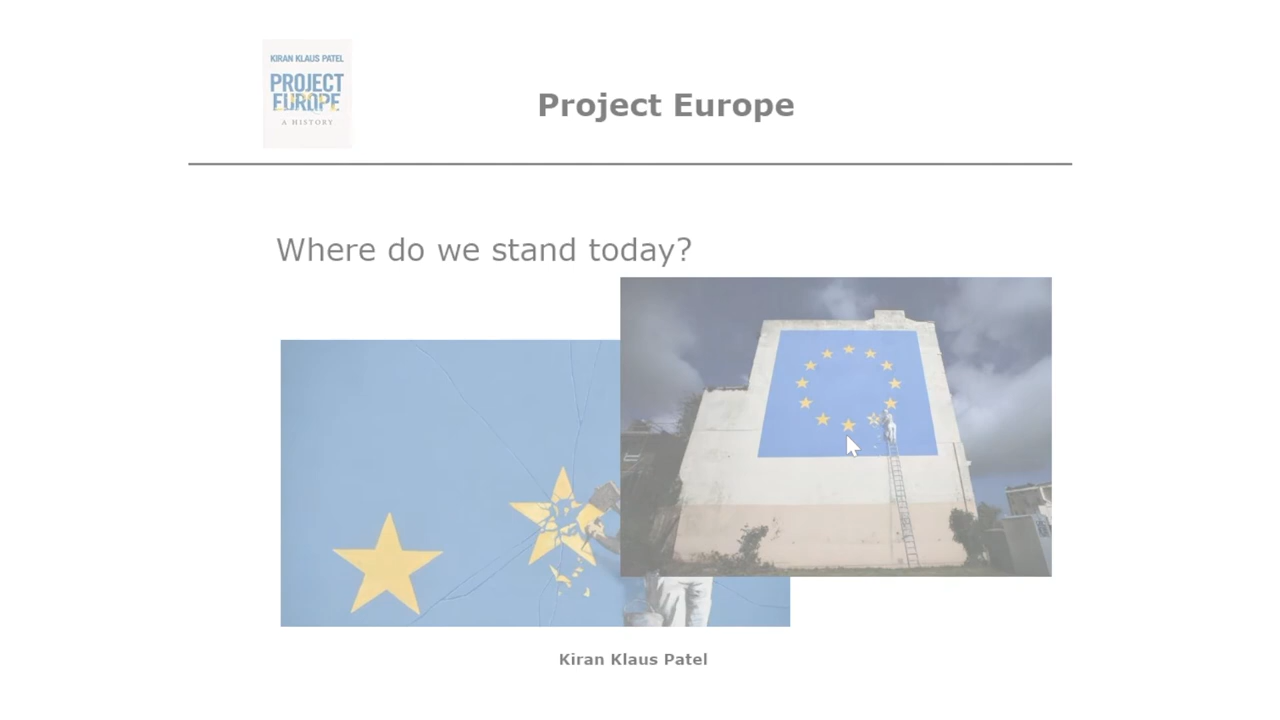 KIRAN KLAUS PATEL
PROJECT
EUROPE
A HISTORY
Project Europe
Where do we stand today?
Kiran Klaus Patel